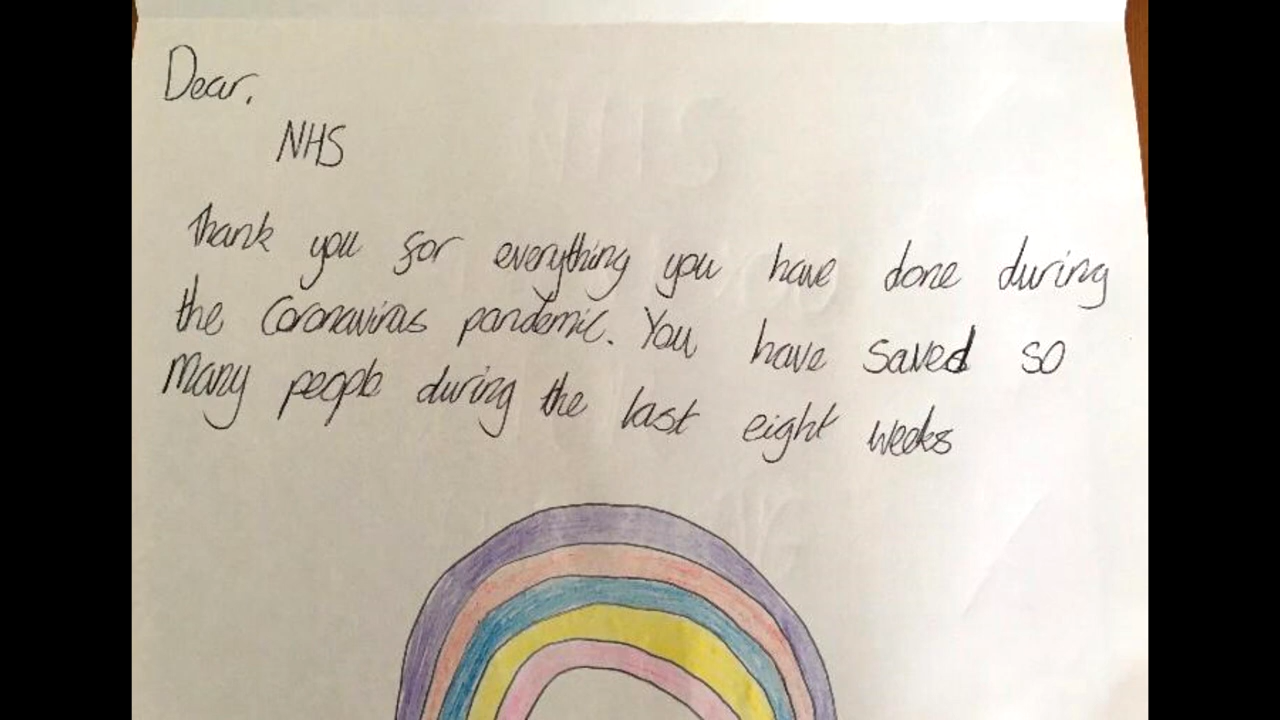 Dear,
NHS
Thank you for everything you have done during
the Coronavirus pandemic. You have saved so
many people during the last eight weeks